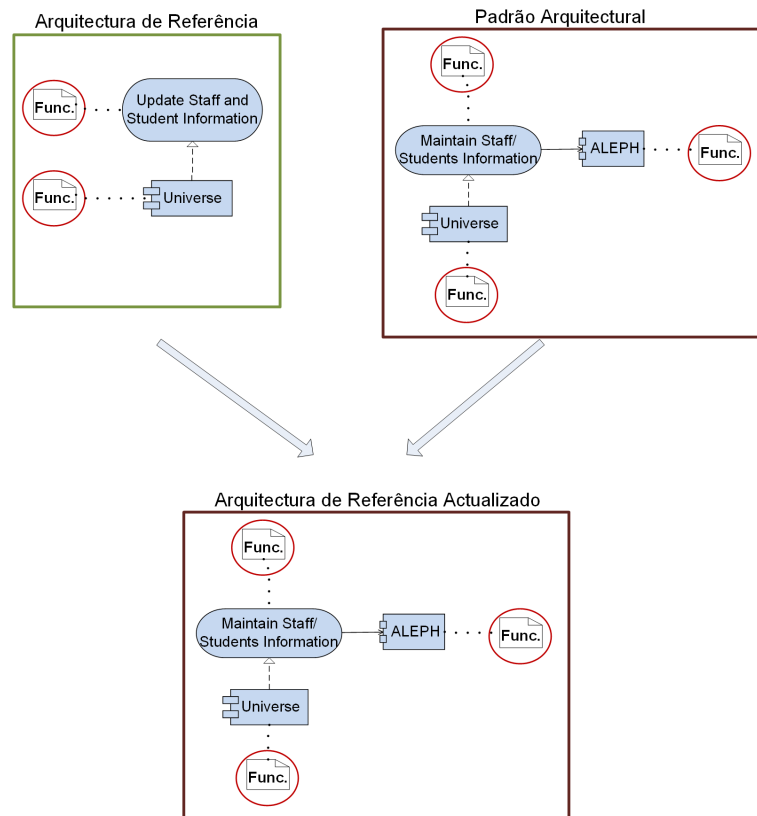 Arquitectura de Referência
Func.
Update Staff and
Student Information
Func.
Universe
Padrão Arquitectural
Func.
Maintain Staff/
Students Information
ALEPH
Func.
Universe
Func.
Arquitectura de Referência Actualizado
Func.
Maintain Staff/
Students Information
ALEPH
Func.
Universe
Func.